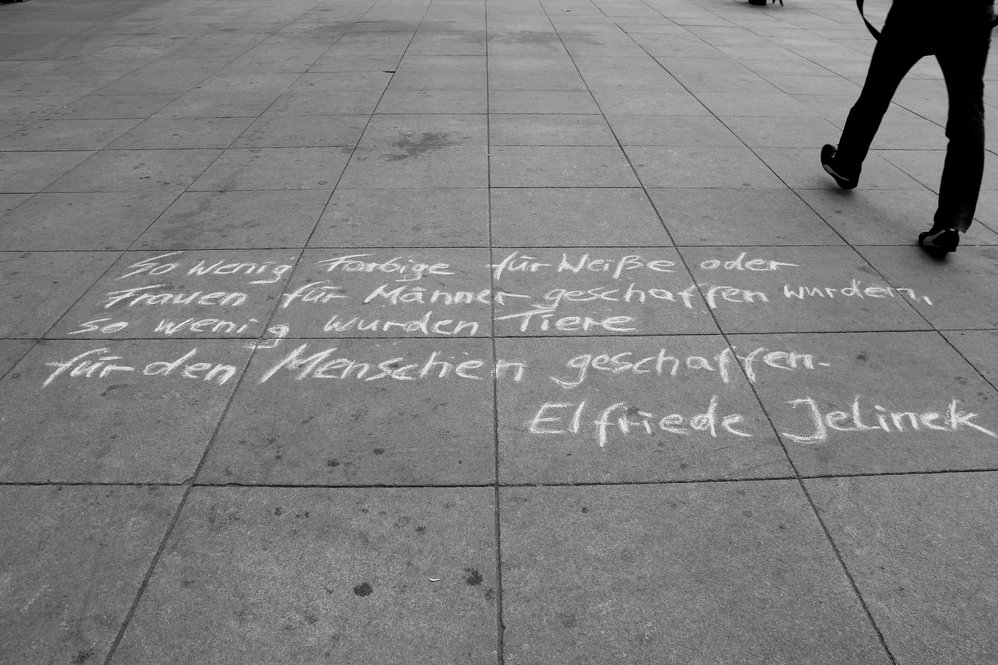 So wenig Farbige für Weiße oder
Frauen für Männer geschaffen wurden,
so wenig wurden Tiere
für den Menschen geschaffen.
Elfriede Jelinek